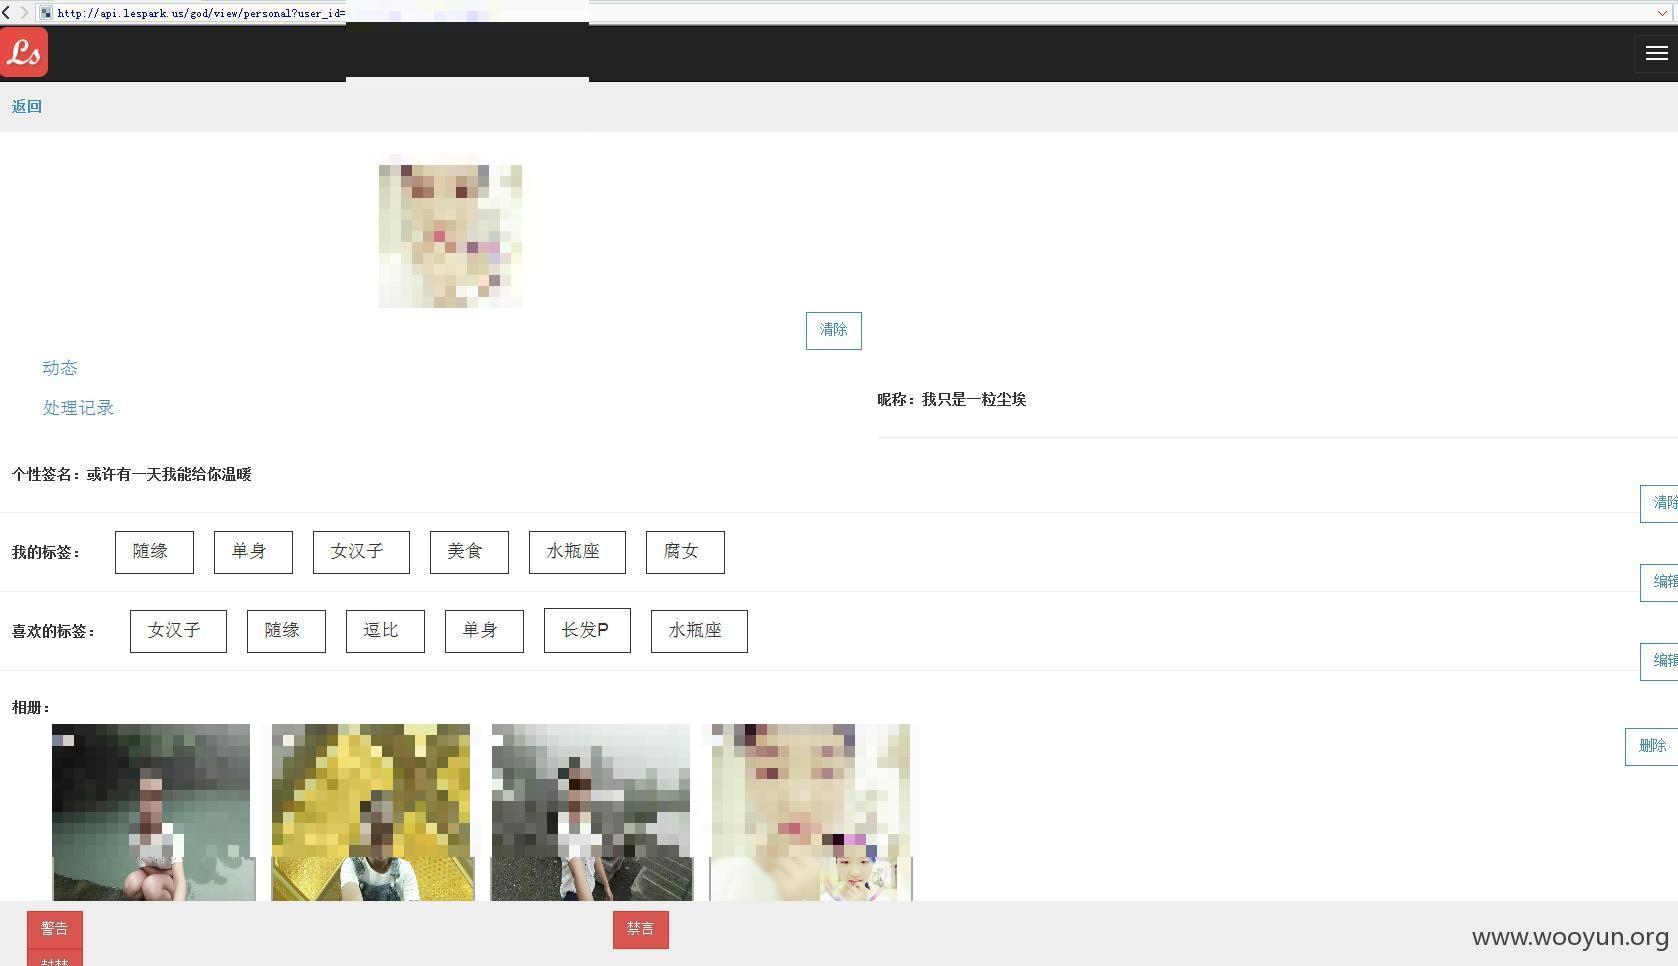 http://api.lespark.us/god/view/personal?user_id=
Ls
返回
清除
动态
处理记录
昵称：我只是一粒尘埃
个性签名：或许有一天我能给你温暖
清除
我的标签： 随缘 单身 女汉子 美食 水瓶座 腐女
编辑
喜欢的标签： 女汉子 随缘 逗比 单身 长发P 水瓶座
编辑
相册：
删除
警告 禁言
www.wooyun.org